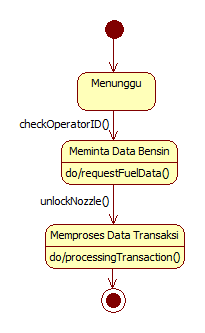 Menunggu
checkOperatorID()
Meminta Data Bensin
do/requestFuelData()
unlockNozzle()
Memproses Data Transaksi
do/processingTransaction()